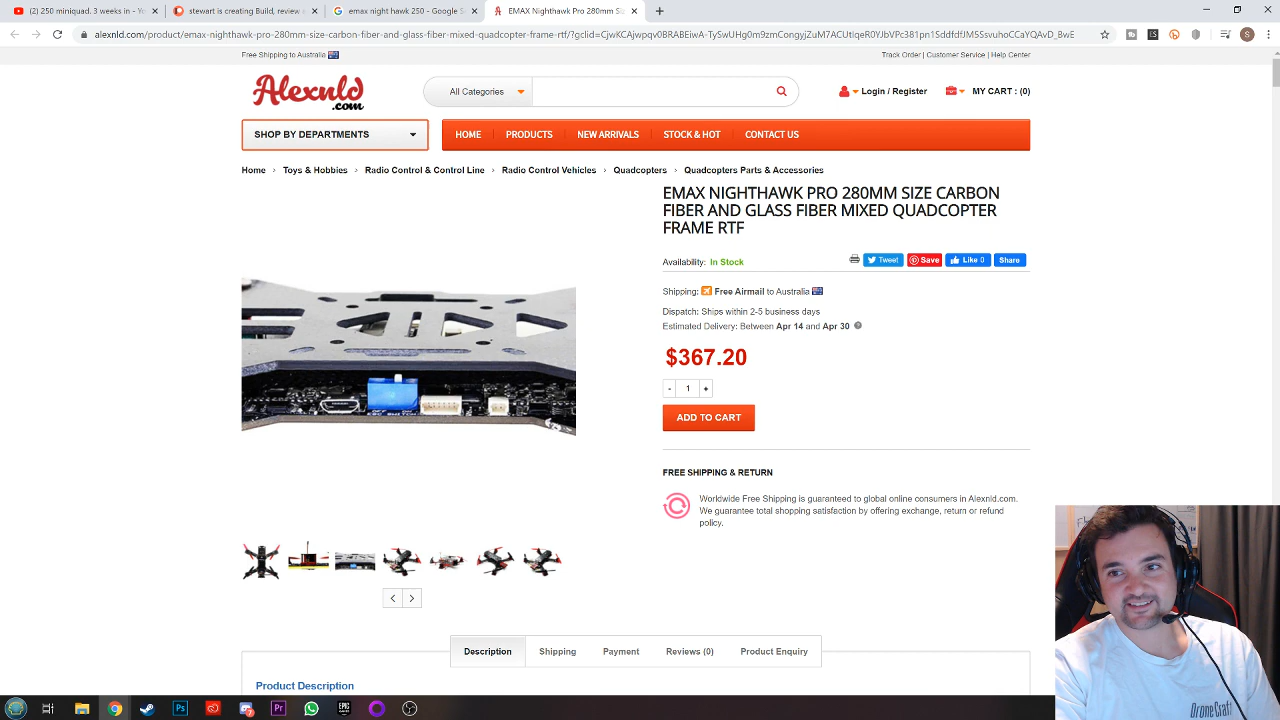 (2) 250 miniquad. 3 weeks in - Y
stewart is creating Build, review
emax night hawk 250 - Google S
EMAX Nighthawk Pro 280mm Siz
alexnld.com/product/emax-nighthawk-pro-280mm-size-carbon-fiber-and-glass-fiber-mixed-quadcopter-frame-rtf/?gclid=
Free Shipping to Australia
Track Order | Customer Service | Help Center
Alexnld.com
All Categories
Login / Register
MY CART : (0)
SHOP BY DEPARTMENTS
HOME PRODUCTS NEW ARRIVALS STOCK & HOT CONTACT US
Home > Toys & Hobbies > Radio Control & Control Line > Radio Control Vehicles > Quadcopters > Quadcopters Parts & Accessories
EMAX NIGHTHAWK PRO 280MM SIZE CARBON
FIBER AND GLASS FIBER MIXED QUADCOPTER
FRAME RTF
Availability: In Stock
Tweet Save Like 0 Share
Shipping: Free Airmail to Australia
Dispatch: Ships within 2-5 business days
Estimated Delivery: Between Apr 14 and Apr 30
$367.20
- 1 +
ADD TO CART
FREE SHIPPING & RETURN
Worldwide Free Shipping is guaranteed to global online consumers in Alexnld.com.
We guarantee total shopping satisfaction by offering exchange, return or refund
policy.
OFF ON
ESC SWITCH
Description Shipping Payment Reviews (0) Product Enquiry
Product Description
DroneCraft